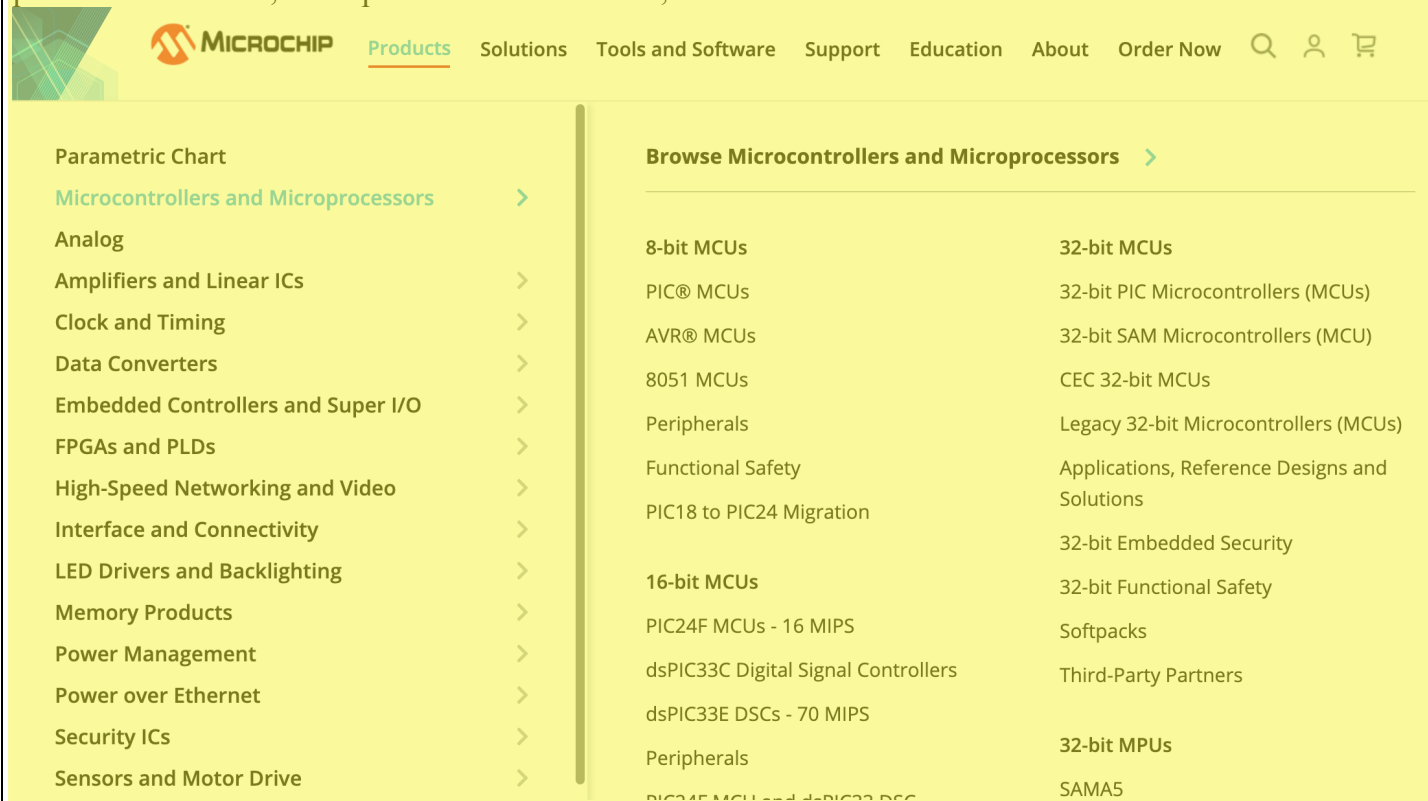 MICROCHIP
Products Solutions Tools and Software Support Education About Order Now
Parametric Chart
Microcontrollers and Microprocessors
Analog
Amplifiers and Linear ICs
Clock and Timing
Data Converters
Embedded Controllers and Super I/O
FPGAs and PLDs
High-Speed Networking and Video
Interface and Connectivity
LED Drivers and Backlighting
Memory Products
Power Management
Power over Ethernet
Security ICs
Sensors and Motor Drive
Browse Microcontrollers and Microprocessors
8-bit MCUs
PIC® MCUs
AVR® MCUs
8051 MCUs
Peripherals
Functional Safety
PIC18 to PIC24 Migration
16-bit MCUs
PIC24F MCUs - 16 MIPS
dsPIC33C Digital Signal Controllers
dsPIC33E DSCs - 70 MIPS
Peripherals
PIC24F MCU and dsPIC33 DSC
32-bit MCUs
32-bit PIC Microcontrollers (MCUs)
32-bit SAM Microcontrollers (MCU)
CEC 32-bit MCUs
Legacy 32-bit Microcontrollers (MCUs)
Applications, Reference Designs and
Solutions
32-bit Embedded Security
32-bit Functional Safety
Softpacks
Third-Party Partners
32-bit MPUs
SAMA5